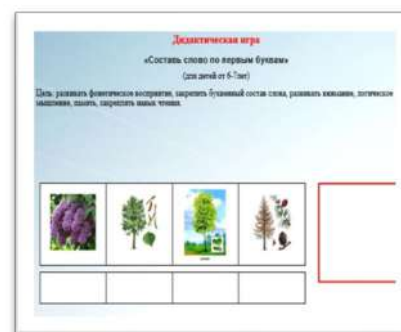 Дидактическая игра
«Составь слово по первым буквам»
(для детей от 6-7лет)
Цель: развивать фонетическое восприятие, закрепить буквенный состав слова, развивать внимание, логическое
мышление, память, закреплять навык чтения.